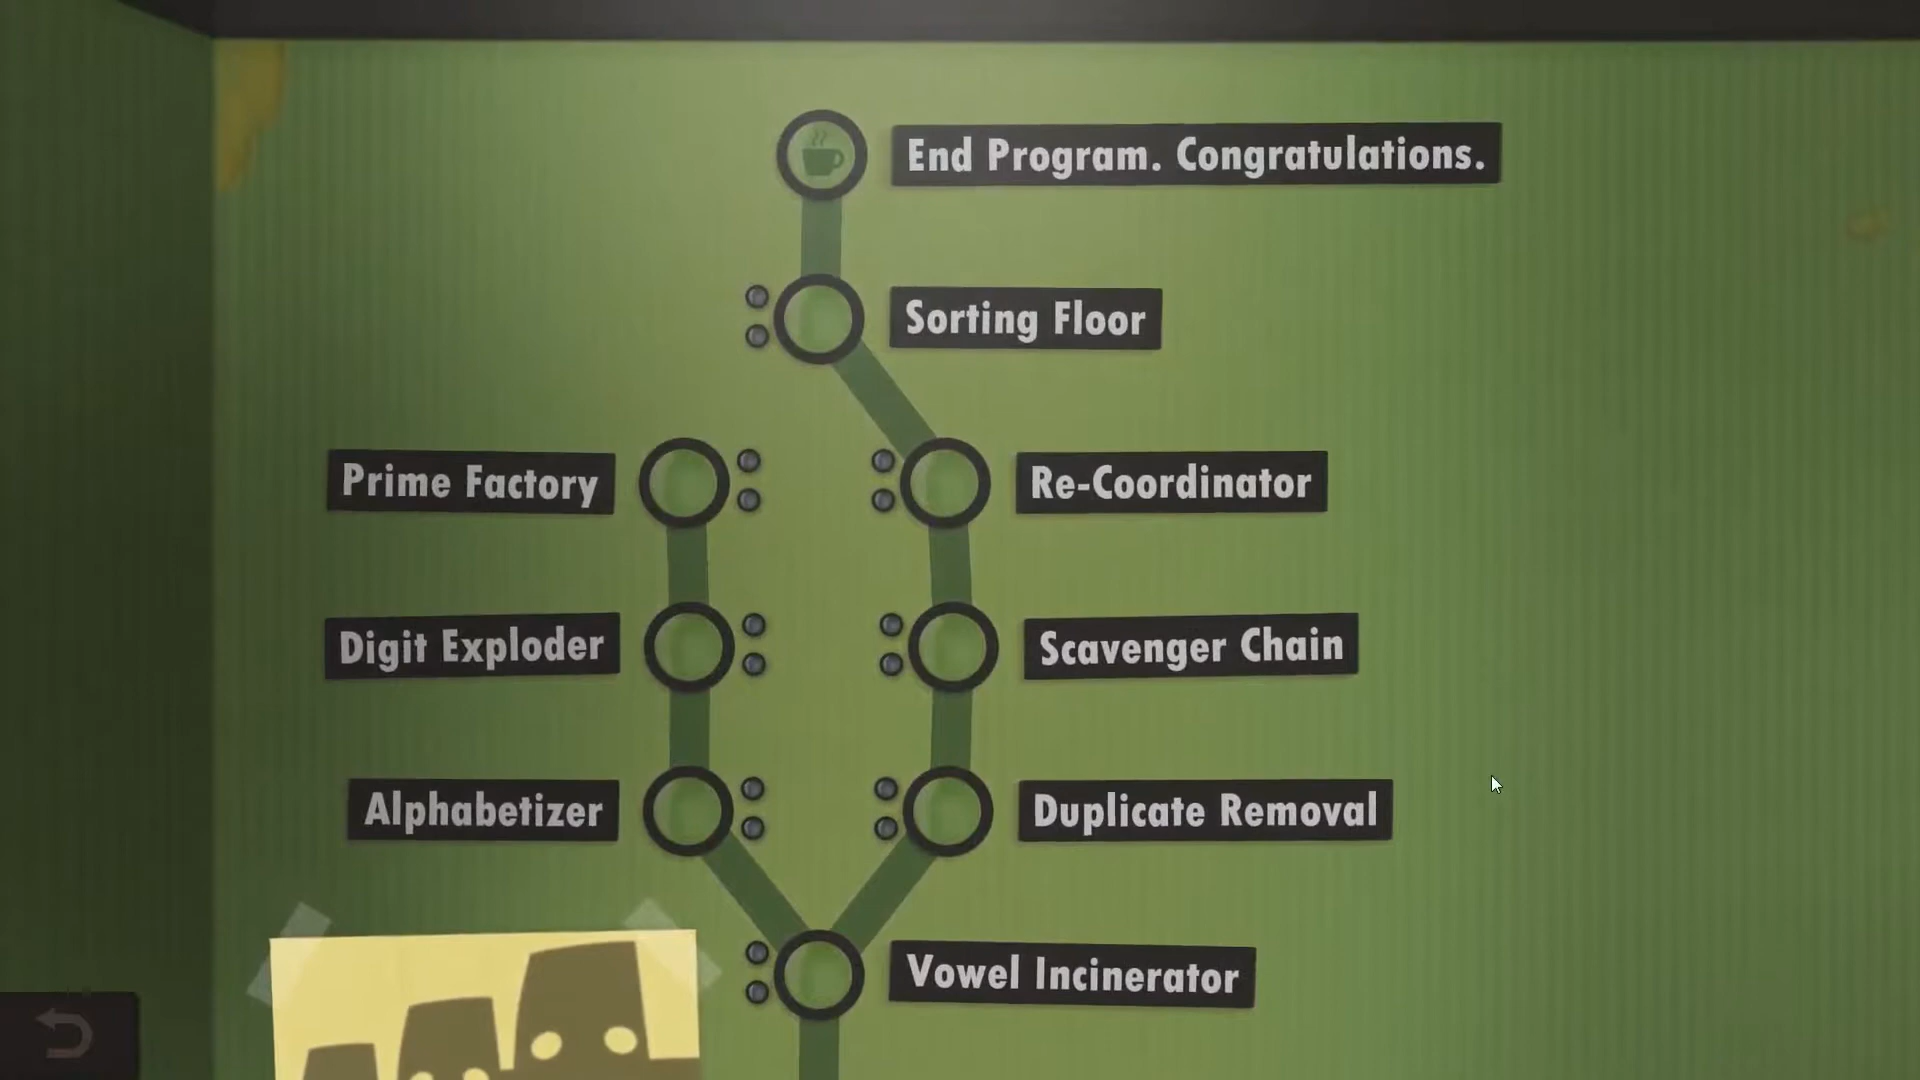 End Program. Congratulations.
Sorting Floor
Prime Factory
Re-Coordinator
Digit Exploder
Scavenger Chain
Alphabetizer
Duplicate Removal
Vowel Incinerator